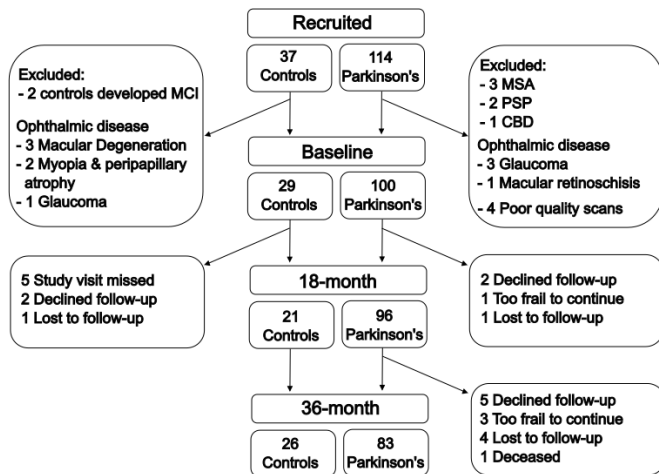 Recruited
37
Controls
114
Parkinson's
Excluded:
- 2 controls developed MCI
Ophthalmic disease
- 3 Macular Degeneration
- 2 Myopia & peripapillary
atrophy
- 1 Glaucoma
Excluded:
- 3 MSA
- 2 PSP
- 1 CBD
Ophthalmic disease
- 3 Glaucoma
- 1 Macular retinoschisis
- 4 Poor quality scans
Baseline
29
Controls
100
Parkinson's
5 Study visit missed
2 Declined follow-up
1 Lost to follow-up
2 Declined follow-up
1 Too frail to continue
1 Lost to follow-up
18-month
21
Controls
96
Parkinson's
5 Declined follow-up
3 Too frail to continue
4 Lost to follow-up
1 Deceased
36-month
26
Controls
83
Parkinson's